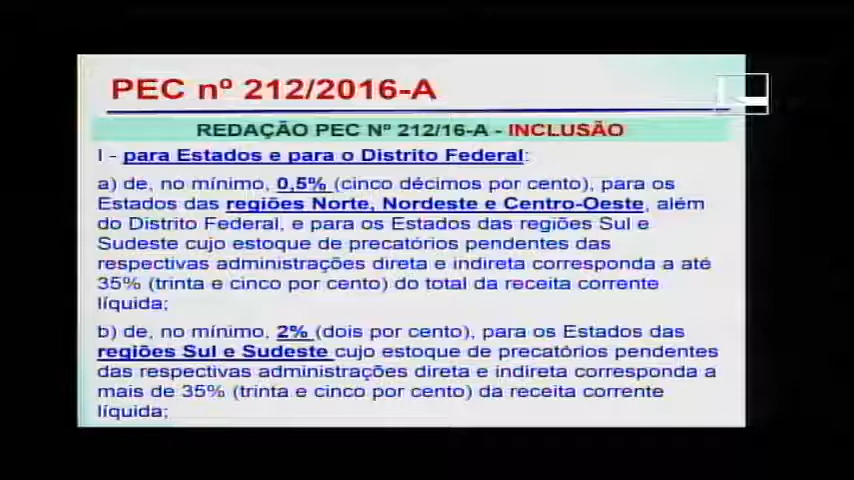 PEC nº 212/2016-A
REDAÇÃO PEC Nº 212/16-A - INCLUSÃO
I - para Estados e para o Distrito Federal:
a) de, no mínimo, 0,5% (cinco décimos por cento), para os
Estados das regiões Norte, Nordeste e Centro-Oeste, além
do Distrito Federal, e para os Estados das regiões Sul e
Sudeste cujo estoque de precatórios pendentes das
respectivas administrações direta e indireta corresponda a até
35% (trinta e cinco por cento) do total da receita corrente
líquida;
b) de, no mínimo, 2% (dois por cento), para os Estados das
regiões Sul e Sudeste cujo estoque de precatórios pendentes
das respectivas administrações direta e indireta corresponda a
mais de 35% (trinta e cinco por cento) da receita corrente
líquida;